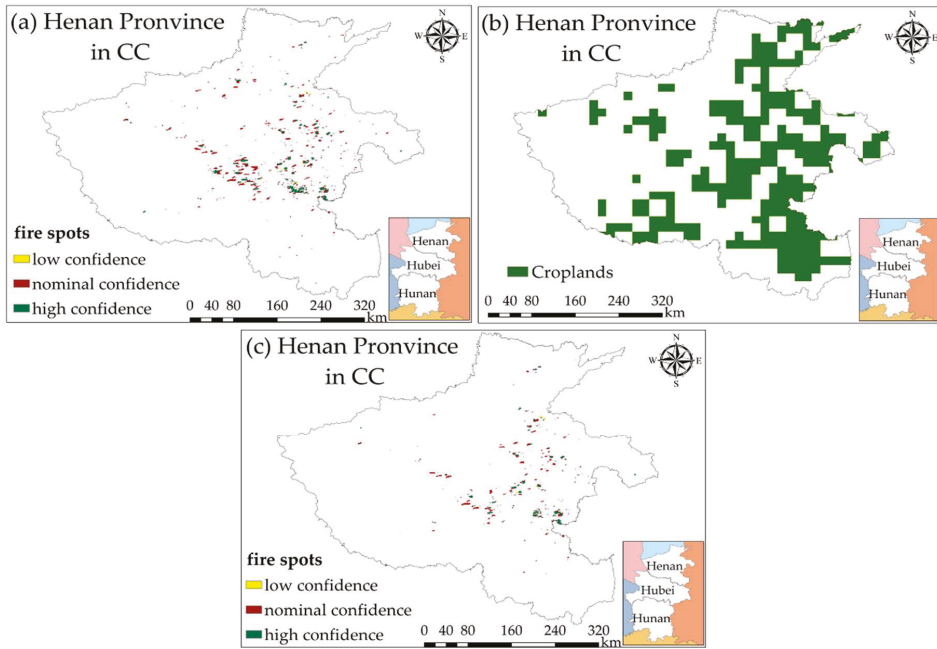 (a) Henan Pronvince
in CC
N
W E
S
fire spots
low confidence
nominal confidence
high confidence
0 40 80 160 240 320
km
Henan
Hubei
Hunan
(b) Henan Pronvince
in CC
N
W E
S
Croplands
0 40 80 160 240 320
km
Henan
Hubei
Hunan
(c) Henan Pronvince
in CC
N
W E
S
fire spots
low confidence
nominal confidence
high confidence
0 40 80 160 240 320
km
Henan
Hubei
Hunan